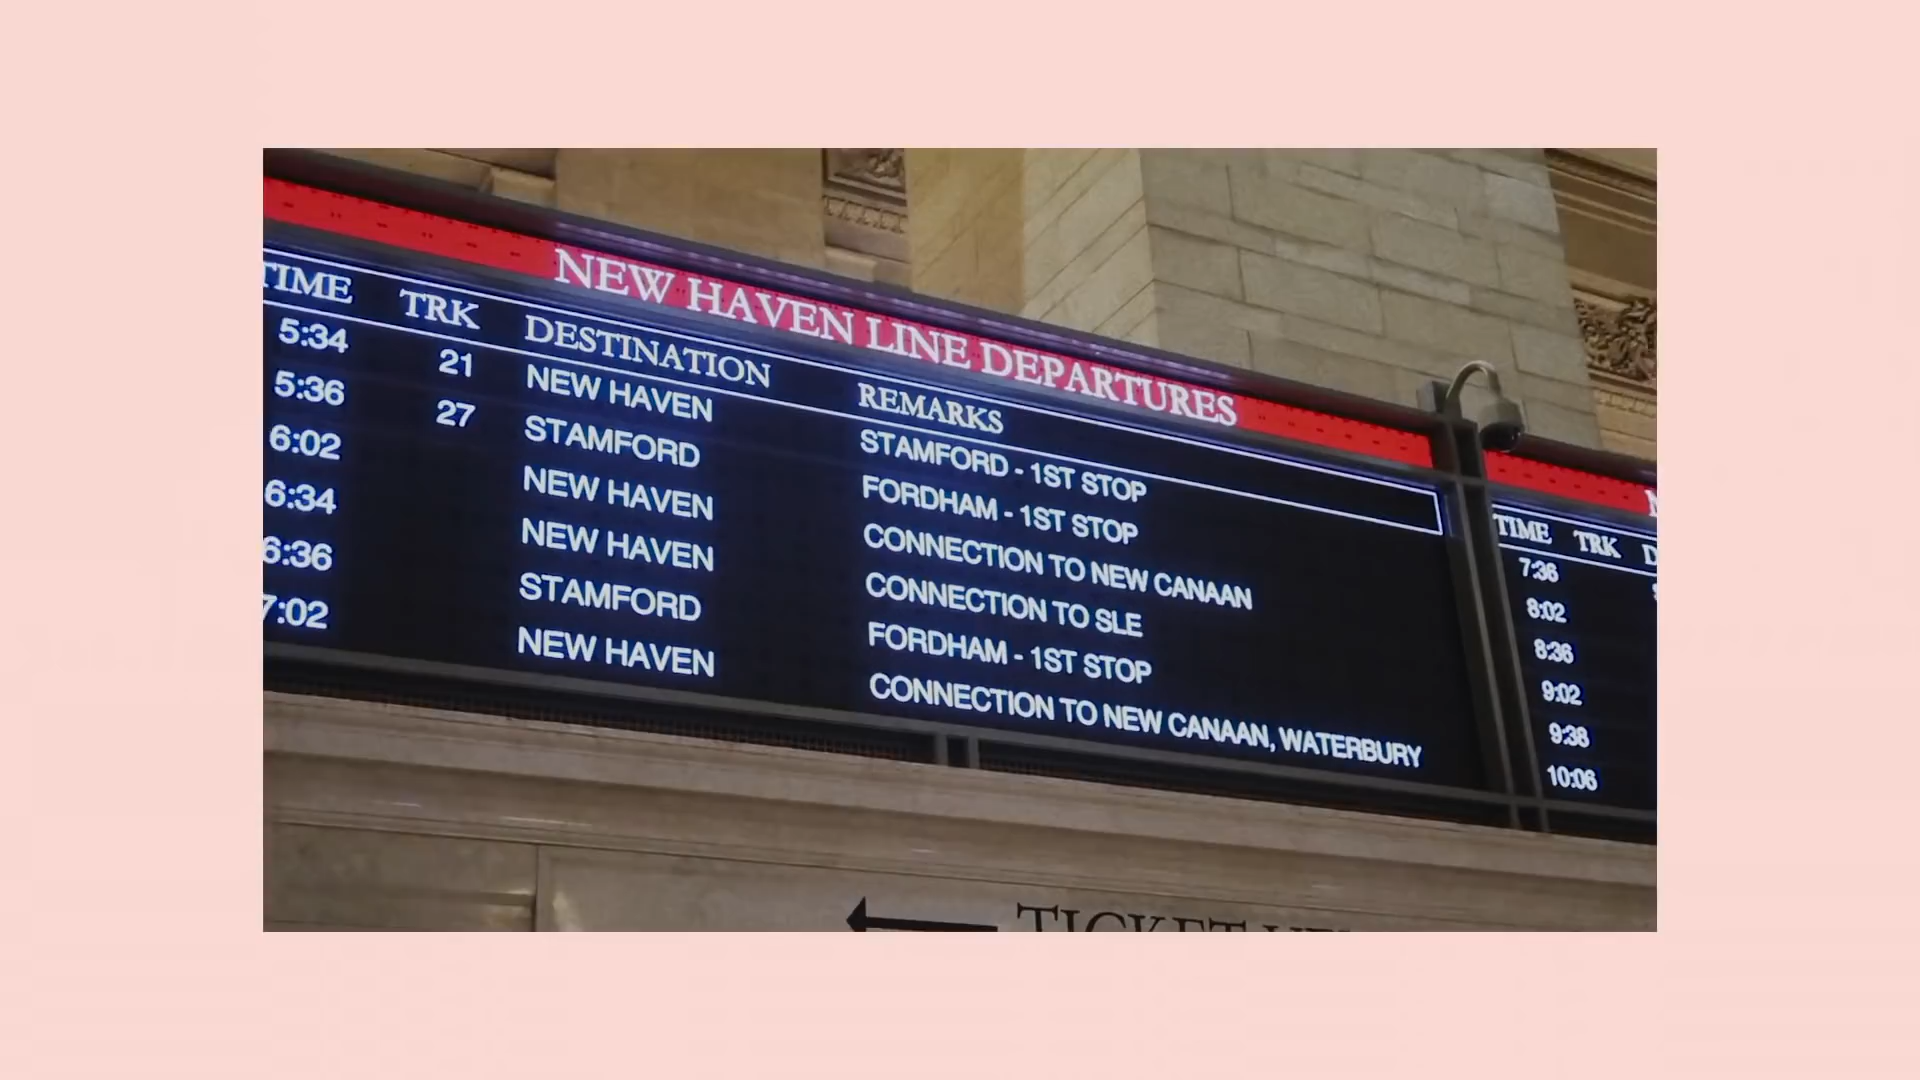 NEW HAVEN LINE DEPARTURES
TIME TRK DESTINATION REMARKS
5:34 21 NEW HAVEN STAMFORD - 1ST STOP
5:36 27 STAMFORD FORDHAM - 1ST STOP
6:02 NEW HAVEN CONNECTION TO NEW CANAAN
6:34 NEW HAVEN CONNECTION TO SLE
6:36 STAMFORD FORDHAM - 1ST STOP
7:02 NEW HAVEN CONNECTION TO NEW CANAAN, WATERBURY
TIME TRK
7:36
8:02
8:36
9:02
9:38
10:06
TICKET